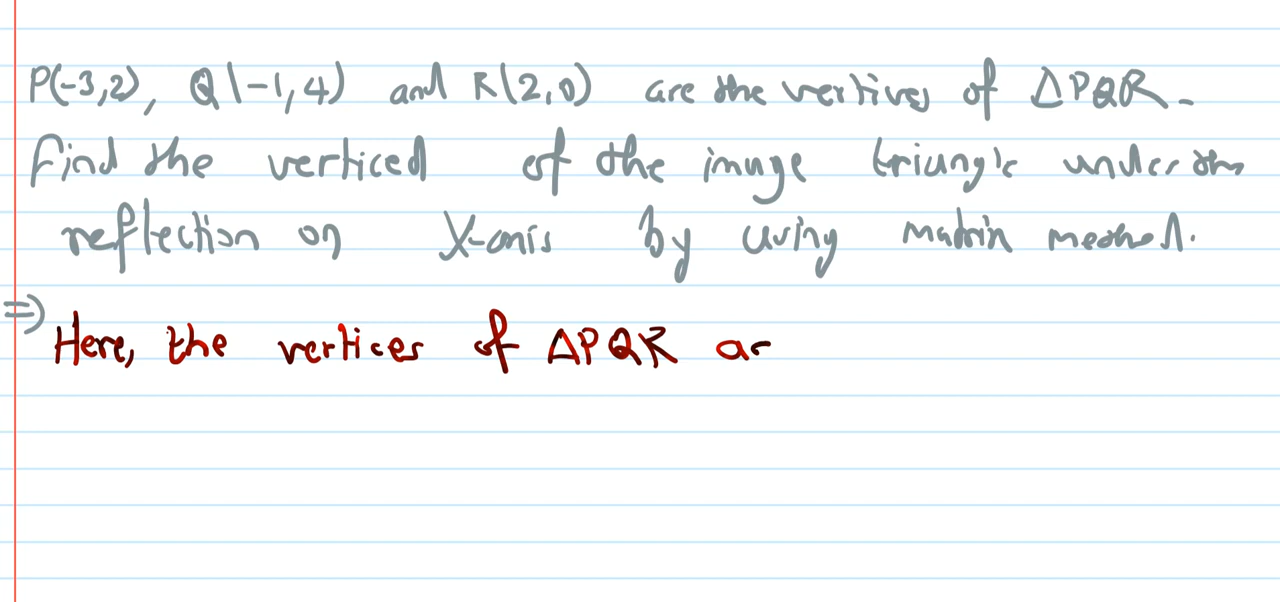 P(-3,2), Q(-1,4) and R(2,0) are the vertives of ΔPQR.
Find the verticed of the image triangle under the
reflection on X-axis by using matrix method.
⇒
Here, the vertices of ΔPQR ar